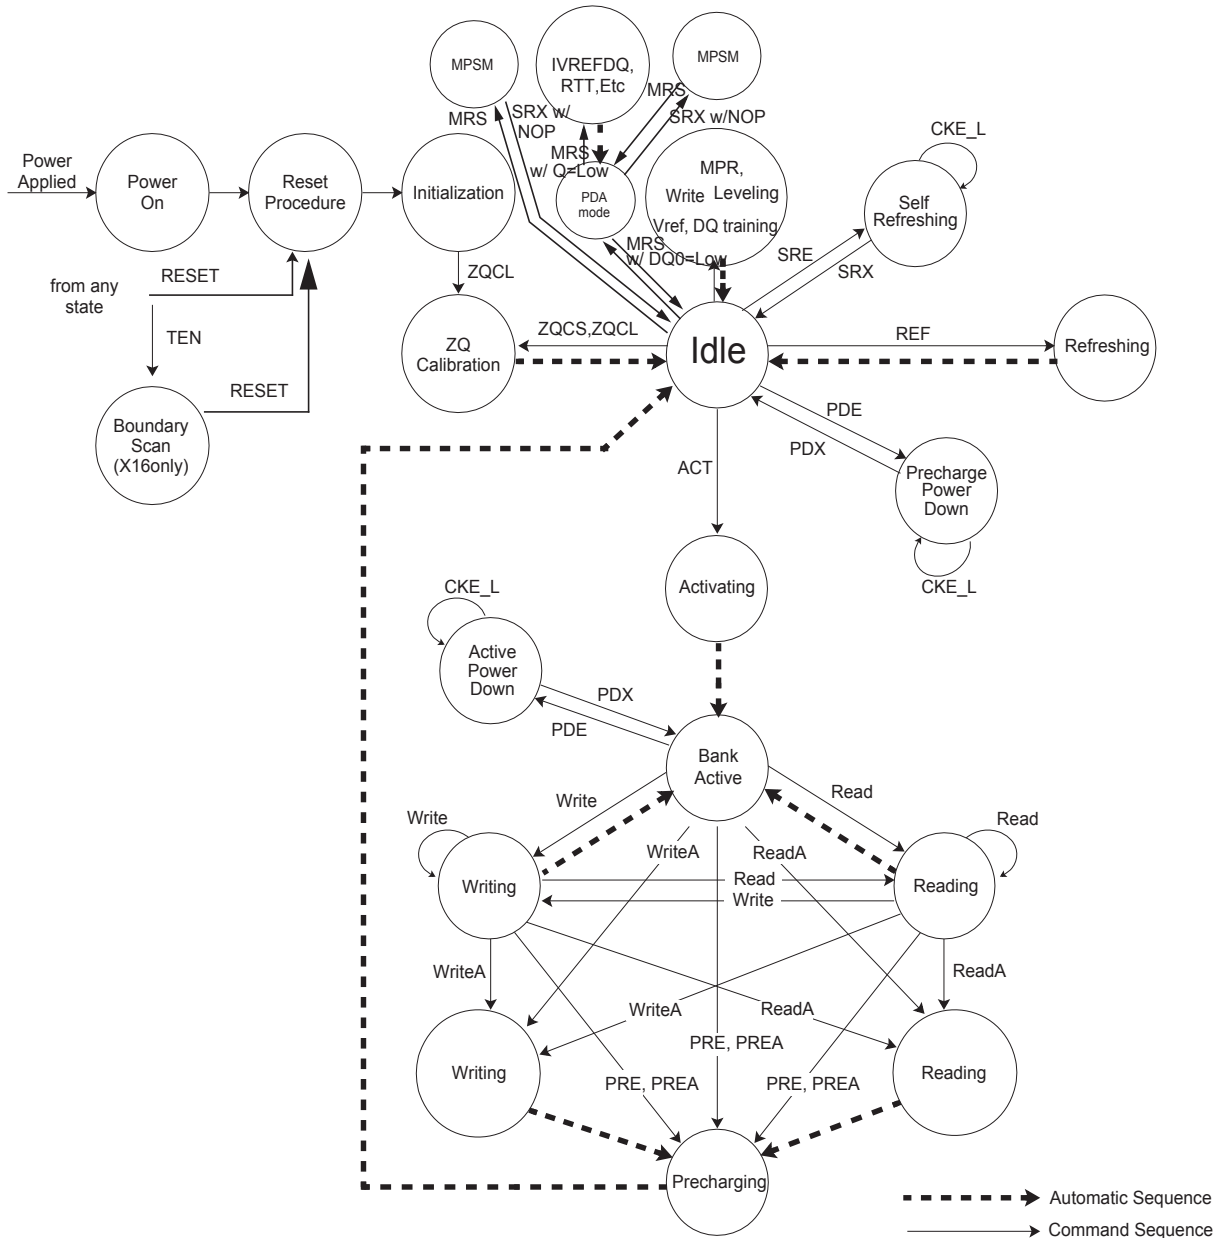 MPSM
IVREFDQ,
RTT,Etc
MPSM
MRS
SRX w/
NOP
MRS
SRX w/NOP
CKE_L
Power
Applied
Power
On
Reset
Procedure
Initialization
MRS
w/ Q=Low
PDA
mode
MPR,
Write Leveling
Vref, DQ training
Self
Refreshing
MRS
w/ DQ0=Low
SRE
SRX
RESET
from any
state
ZQCL
TEN
ZQ
Calibration
ZQCS,ZQCL
Idle
REF
Refreshing
RESET
Boundary
Scan
(X16only)
PDE
PDX
ACT
Precharge
Power
Down
CKE_L
Activating
CKE_L
Active
Power
Down
PDX
PDE
Bank
Active
Write
Read
Write
Read
WriteA
ReadA
Writing
Read
Write
Reading
WriteA
ReadA
WriteA
ReadA
PRE, PREA
Writing
PRE, PREA
PRE, PREA
Reading
Precharging
Automatic Sequence
Command Sequence